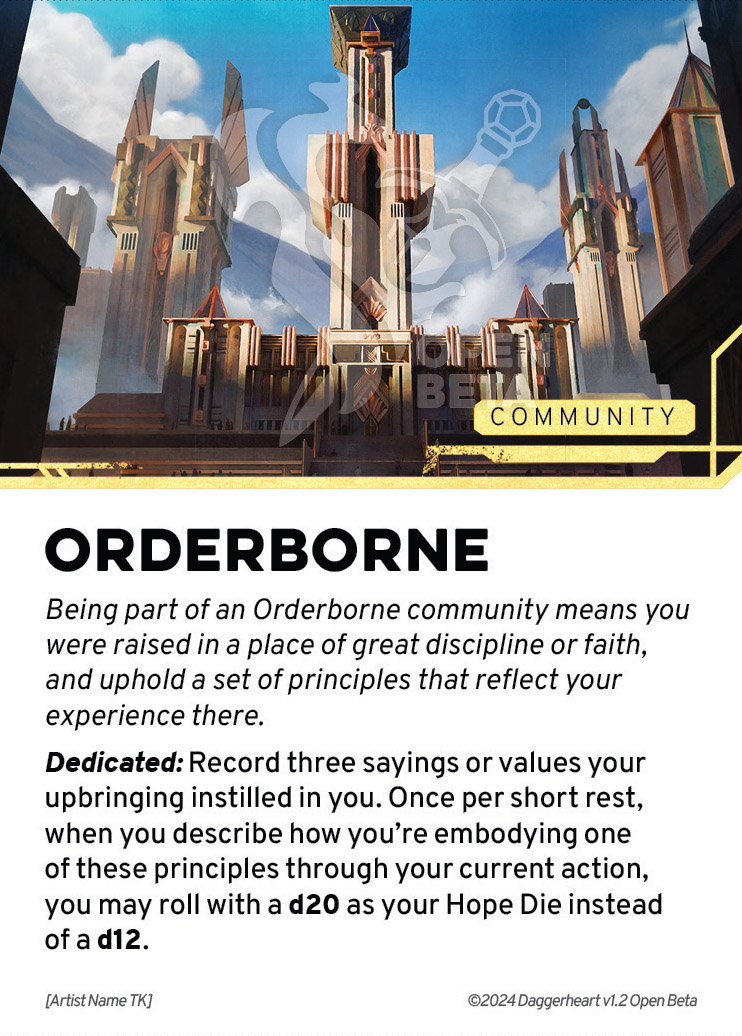 OPEN
BETA
COMMUNITY
ORDERBORNE
Being part of an Orderborne community means you
were raised in a place of great discipline or faith,
and uphold a set of principles that reflect your
experience there.
Dedicated: Record three sayings or values your
upbringing instilled in you. Once per short rest,
when you describe how you’re embodying one
of these principles through your current action,
you may roll with a d20 as your Hope Die instead
of a d12.
[Artist Name TK]
©2024 Daggerheart v1.2 Open Beta